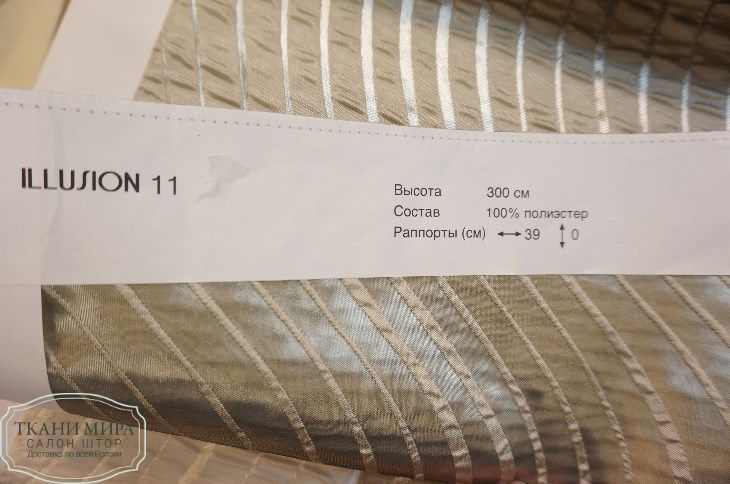 ILLUSION 11
Высота 300 см
Состав 100% полиэстер
Раппорты (см) ↔ 39 ↕ 0
ТКАНИ МИРА
САЛОН ШТОР
Доставка по всей России